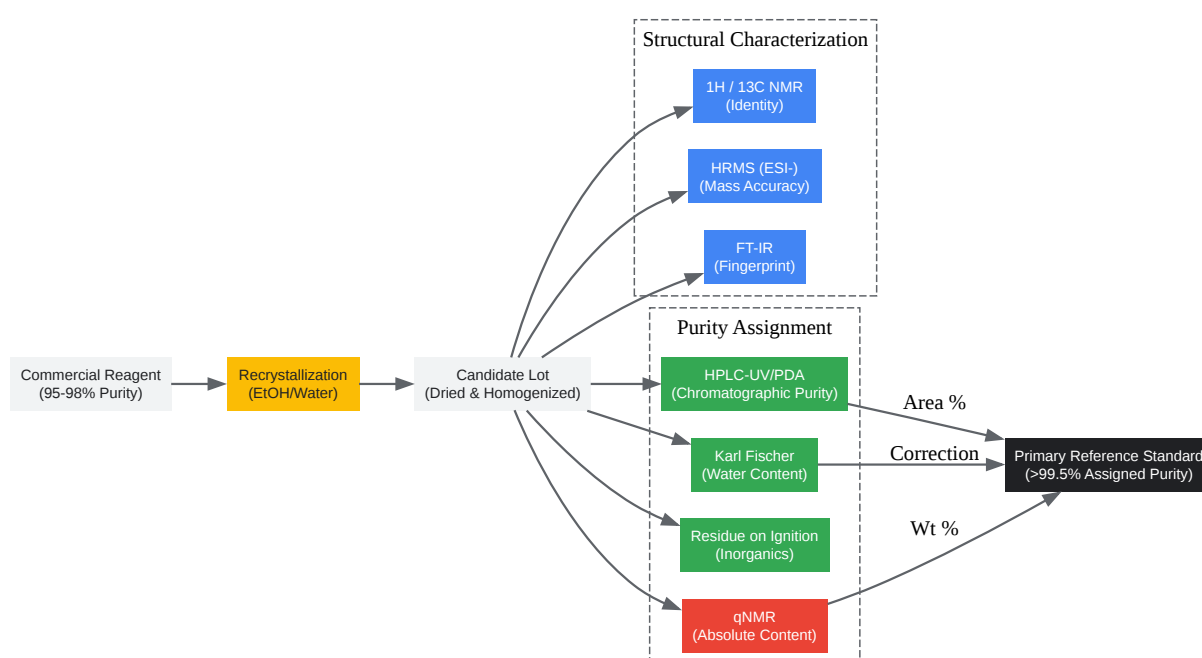 Structural Characterization
1H / 13C NMR
(Identity)
HRMS (ESI-)
(Mass Accuracy)
FT-IR
(Fingerprint)
Purity Assignment
Commercial Reagent
(95-98% Purity)
Recrystallization
(EtOH/Water)
Candidate Lot
(Dried & Homogenized)
HPLC-UV/PDA
(Chromatographic Purity)
Area %
Karl Fischer
(Water Content)
Correction
Primary Reference Standard
(>99.5% Assigned Purity)
Residue on Ignition
(Inorganics)
Wt %
qNMR
(Absolute Content)